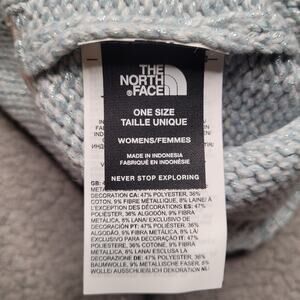 THE
NORTH
FACE
ONE SIZE
TAILLE UNIQUE
WOMENS/FEMMES
MADE IN INDONESIA
FABRIQUÉ EN INDONÉSIE
NEVER STOP EXPLORING
DECORATION CA: 47% POLYESTER, 36%
COTON, 9% FIBRE MÉTALLIQUE, 8% LAINE/ À
L'EXCEPTION DES DÉCORATIONS ES: 47%
POLIÉSTER, 36% ALGODÓN, 9% FIBRA
METÁLICA, 8% LANA/ EXCLUSIVO DE
DECORACIÓN PT: 47% POLIÉSTER, 36%
ALGODÃO, 9% FIBRA METÁLICA, 8% LÃ/
EXCLUSIVO PARA DECORAÇÃO IT: 47%
POLIESTERE, 36% COTONE, 9% FIBRA
METALLICA, 8% LANA/ ESCLUSA
DECORAZIONE DE: 47% POLYESTER, 36%
BAUMWOLLE, 9% METALLISCHE FASER, 8%
WOLLE/ AUSSCHLIEßLICH DEKORATION NL: